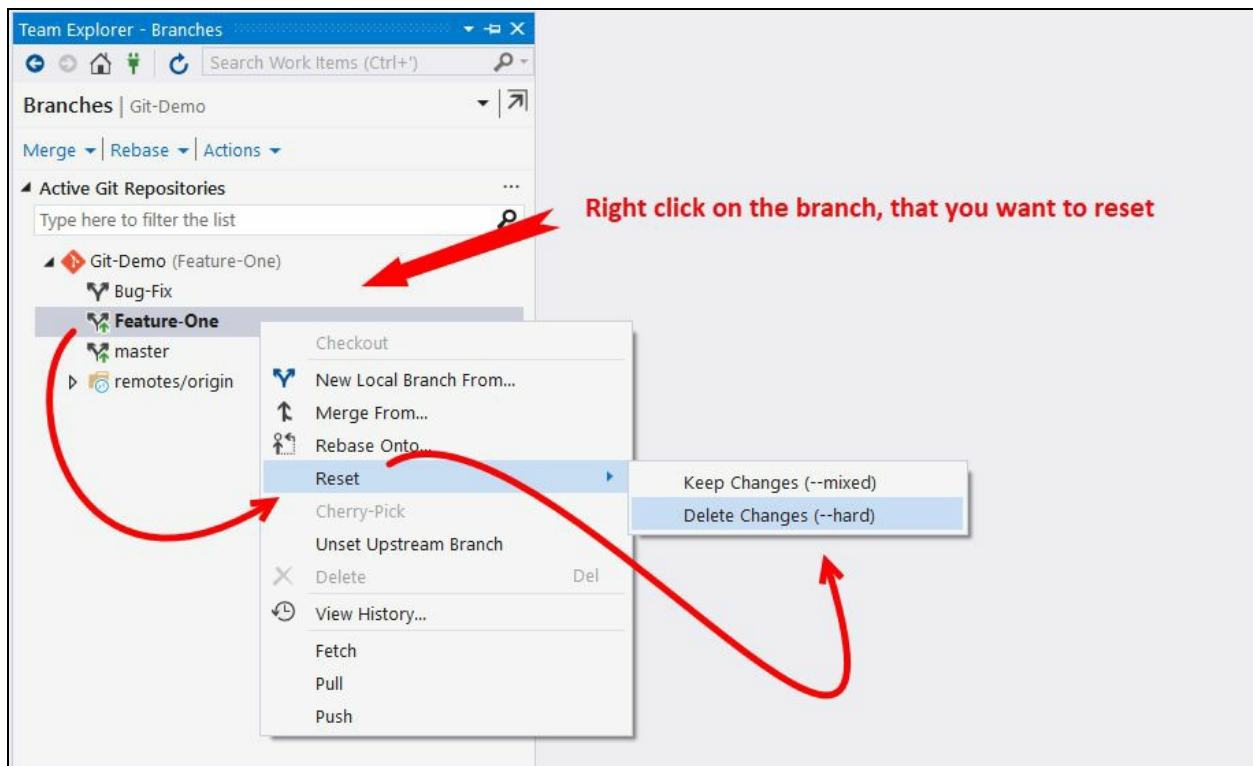 Team Explorer - Branches
Search Work Items (Ctrl+')
Branches | Git-Demo
Merge | Rebase | Actions
Active Git Repositories
...
Type here to filter the list
Right click on the branch, that you want to reset
Git-Demo (Feature-One)
Bug-Fix
Feature-One
master
remotes/origin
Checkout
New Local Branch From...
Merge From...
Rebase Onto...
Reset
Keep Changes (--mixed)
Delete Changes (--hard)
Cherry-Pick
Unset Upstream Branch
Delete Del
View History...
Fetch
Pull
Push